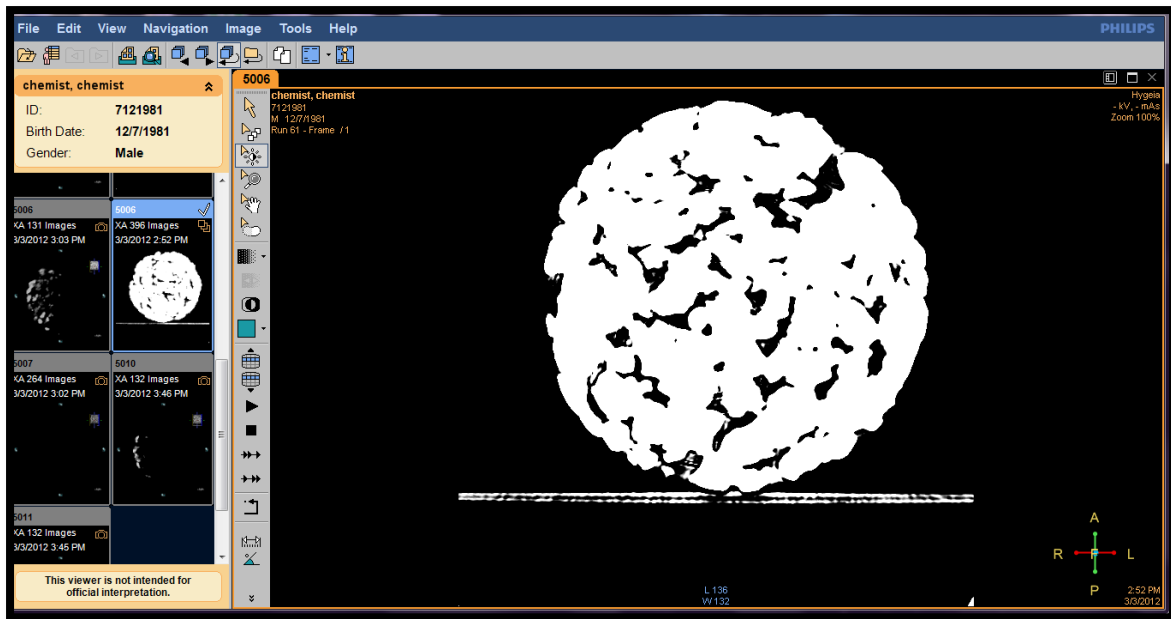 File Edit View Navigation Image Tools Help
PHILIPS
chemist, chemist
ID: 7121981
Birth Date: 12/7/1981
Gender: Male
5006
XA 131 Images
3/3/2012 3:03 PM
5006
XA 396 Images
3/3/2012 2:52 PM
5007
XA 264 Images
3/3/2012 3:02 PM
5010
XA 132 Images
3/3/2012 3:46 PM
5011
XA 132 Images
3/3/2012 3:45 PM
This viewer is not intended for
official interpretation.
5006
chemist, chemist
7121981
M 12/7/1981
Run 61 - Frame /1
Hygeia
- kV, - mAs
Zoom 100%
A
R F L
P
L 136
W 132
2:52 PM
3/3/2012